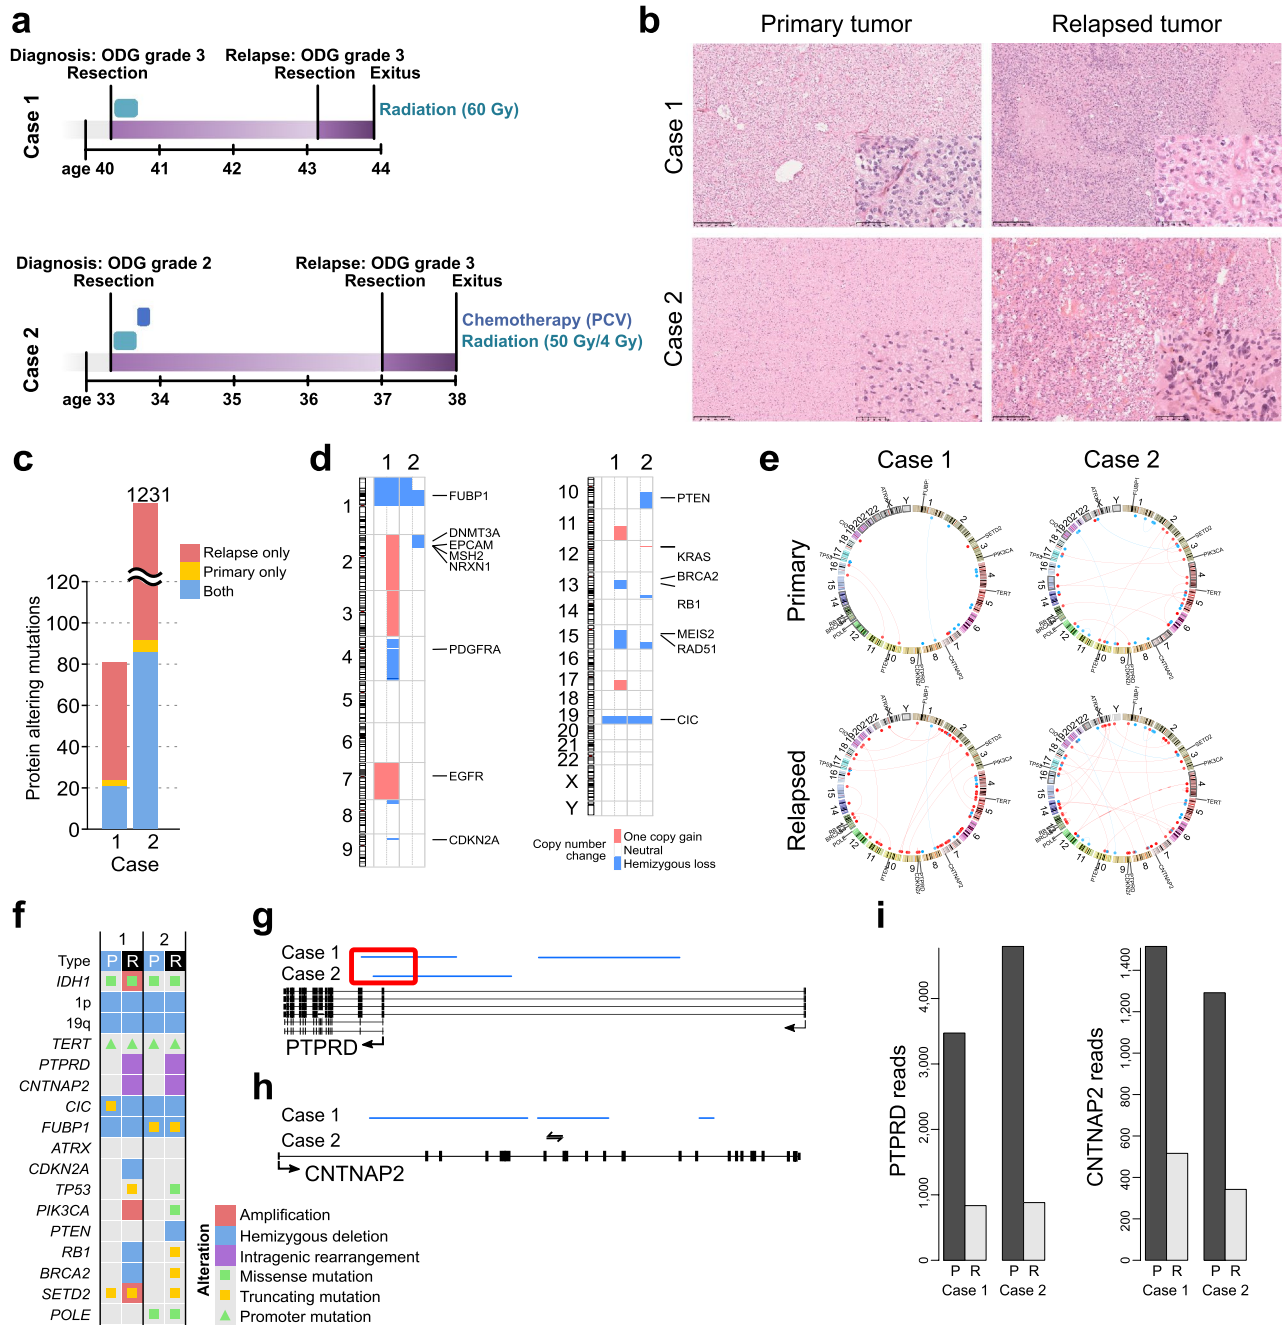 a
Diagnosis: ODG grade 3
Relapse: ODG grade 3
Resection
Resection
Exitus
Case 1
Radiation (60 Gy)
age 40
41
42
43
44
Diagnosis: ODG grade 2
Relapse: ODG grade 3
Resection
Resection
Exitus
Case 2
Chemotherapy (PCV)
Radiation (50 Gy/4 Gy)
age 33
34
35
36
37
38
b
Primary tumor
Relapsed tumor
Case 1
Case 2
c
1231
Relapse only
Primary only
Both
Protein altering mutations
120
100
80
60
40
20
0
1
2
Case
d
1
2
1
2
3
4
5
6
7
8
9
FUBP1
DNMT3A
EPCAM
MSH2
NRXN1
PDGFRA
EGFR
CDKN2A
1
2
10
11
12
13
14
15
16
17
18
19
20
21
22
X
Y
PTEN
KRAS
BRCA2
RB1
MEIS2
RAD51
CIC
Copy number change
One copy gain
Neutral
Hemizygous loss
e
Case 1
Case 2
Primary
Relapsed
f
1
2
Type
P
R
P
R
IDH1
1p
19q
TERT
PTPRD
CNTNAP2
CIC
FUBP1
ATRX
CDKN2A
TP53
PIK3CA
PTEN
RB1
BRCA2
SETD2
POLE
Alteration
Amplification
Hemizygous deletion
Intragenic rearrangement
Missense mutation
Truncating mutation
Promoter mutation
g
Case 1
Case 2
PTPRD
h
Case 1
Case 2
CNTNAP2
i
PTPRD reads
4,000
3,000
2,000
1,000
0
P
R
P
R
Case 1
Case 2
CNTNAP2 reads
1,400
1,200
1,000
800
600
400
200
0
P
R
P
R
Case 1
Case 2